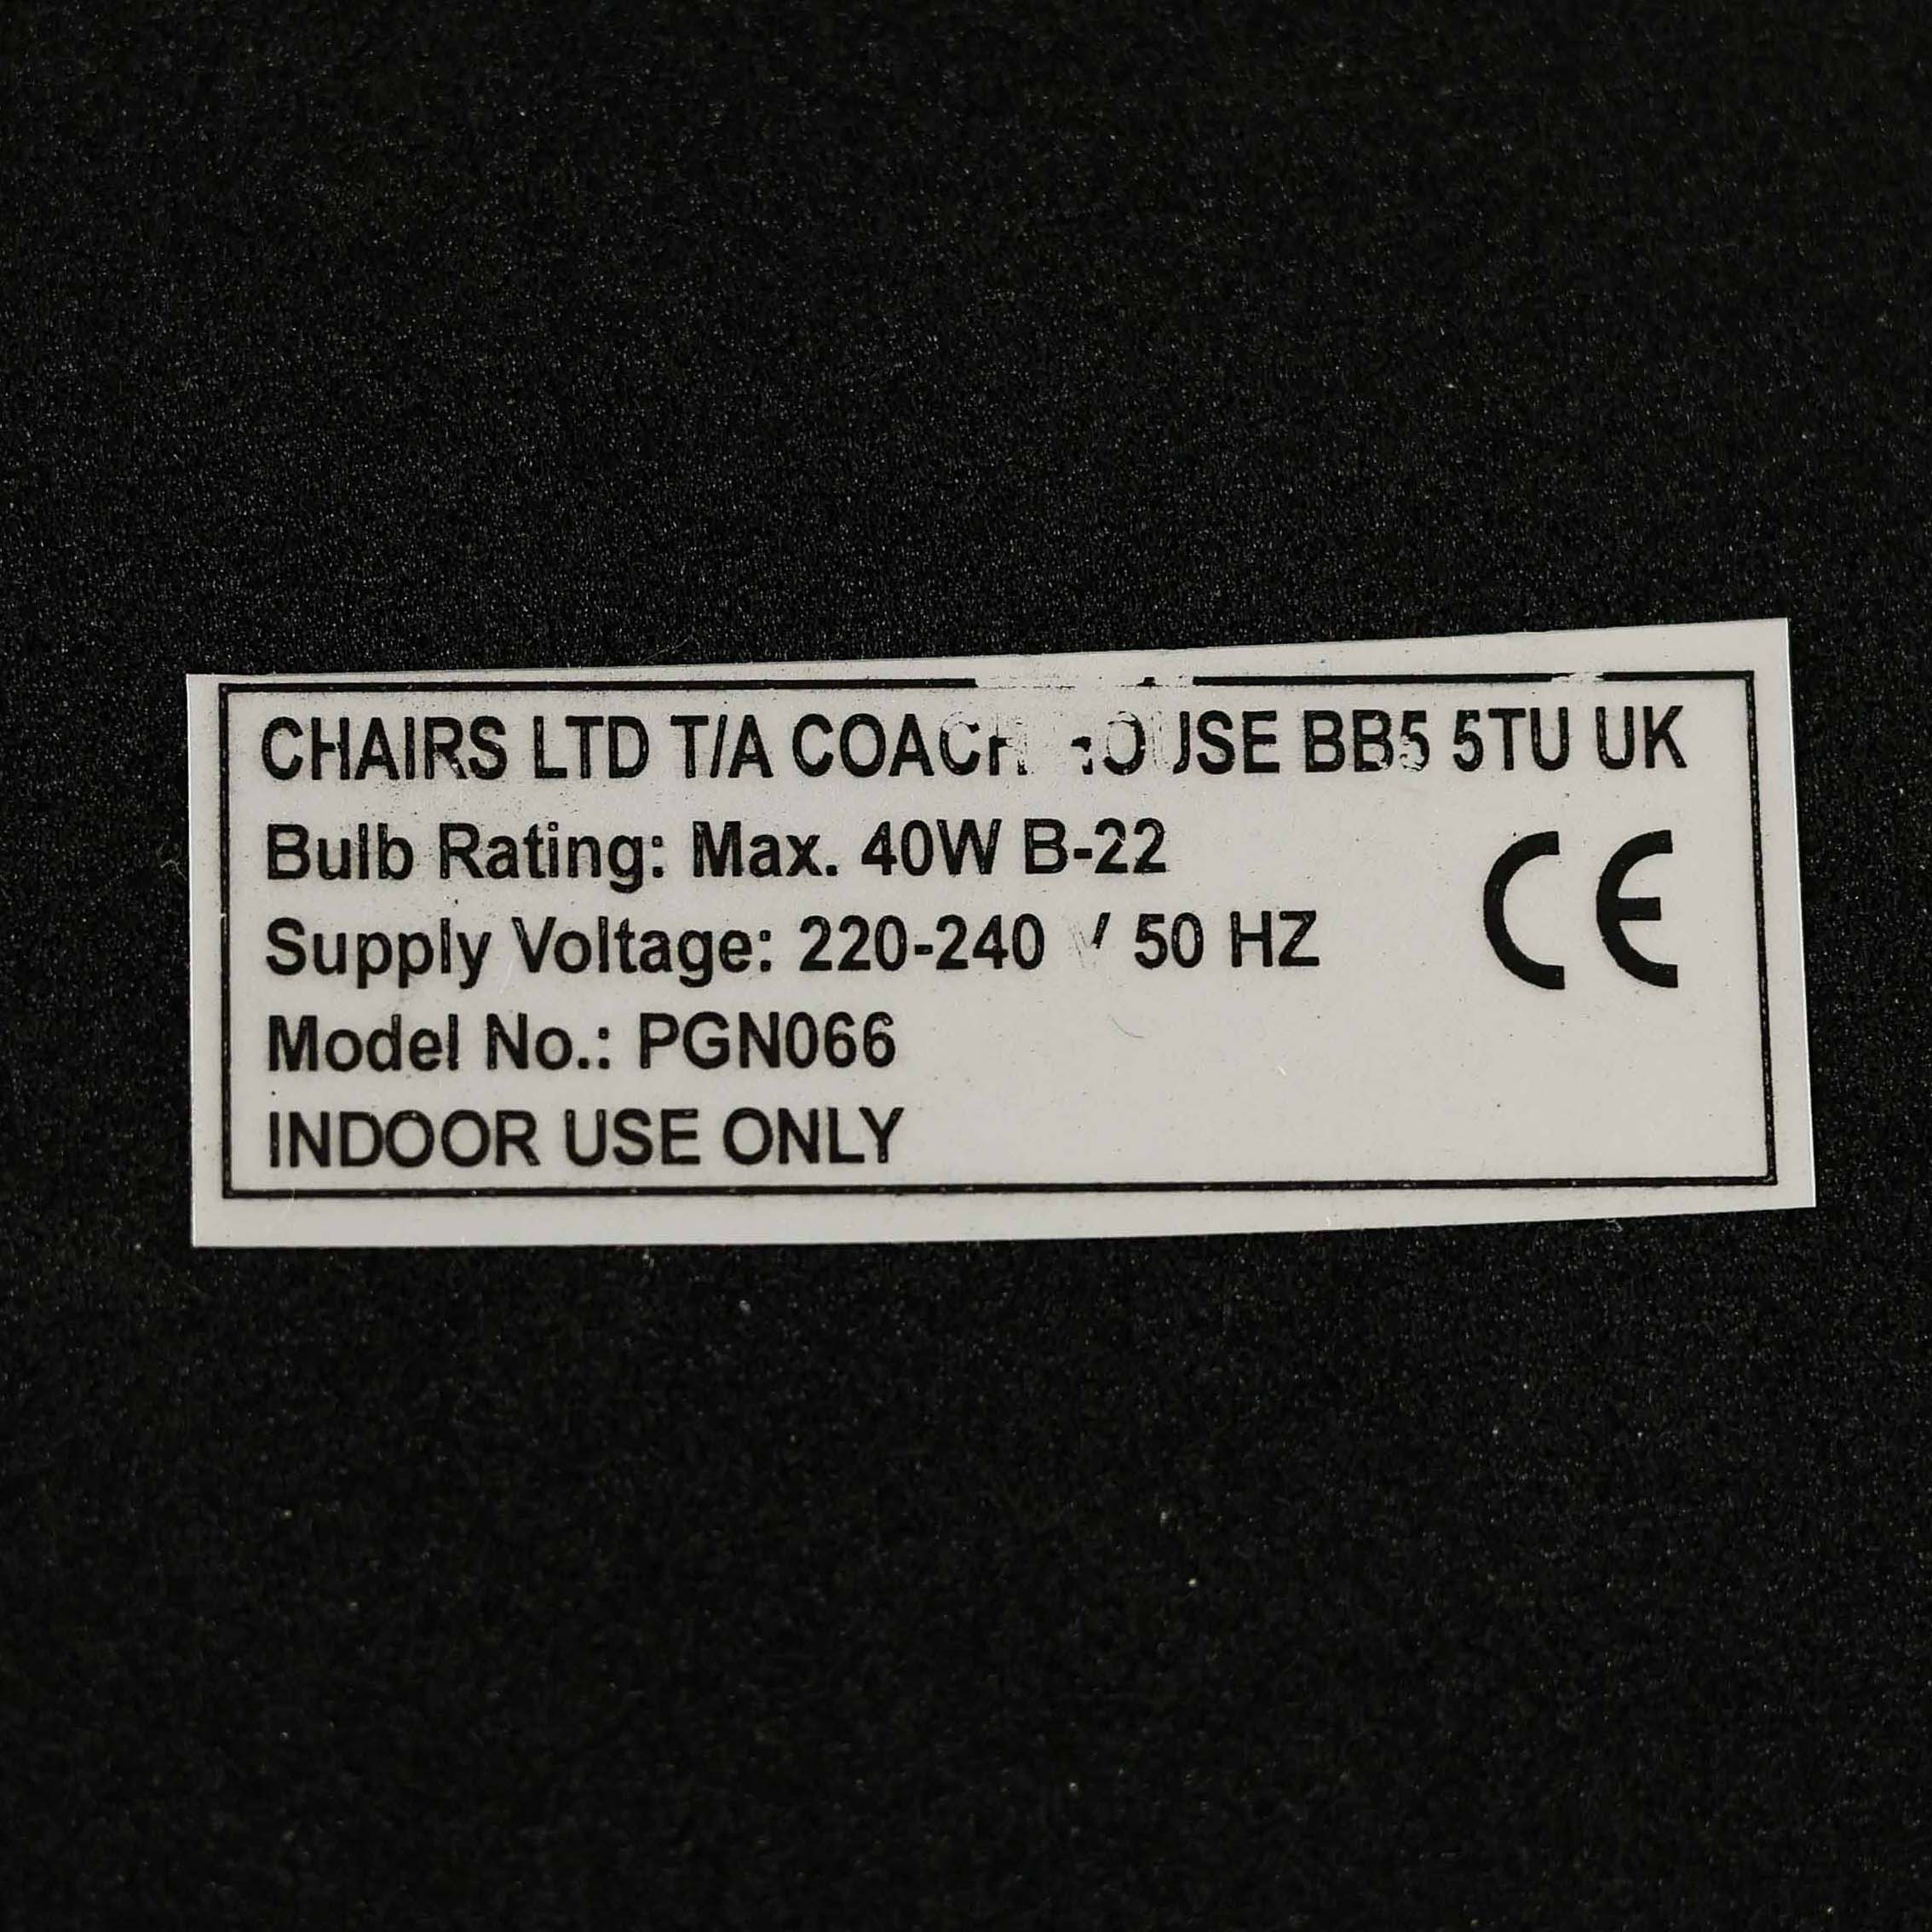 CHAIRS LTD T/A COACH HOUSE BB5 5TU UK
Bulb Rating: Max. 40W B-22
Supply Voltage: 220-240 V 50 HZ
Model No.: PGN066
INDOOR USE ONLY
CE